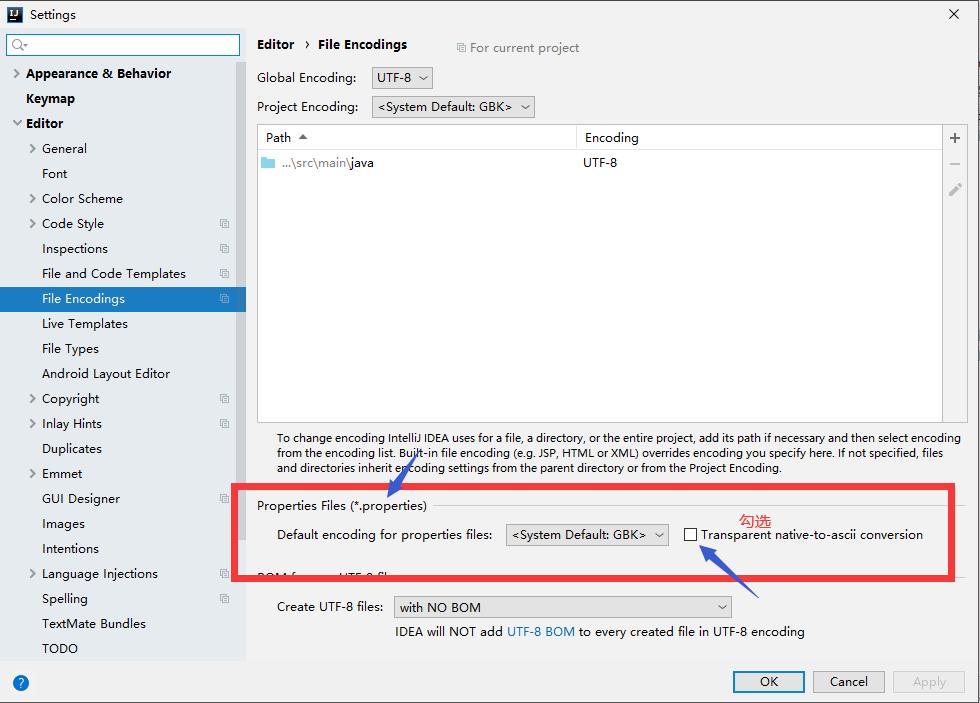 IJ
Settings
Appearance & Behavior
Keymap
Editor
General
Font
Color Scheme
Code Style
Inspections
File and Code Templates
File Encodings
Live Templates
File Types
Android Layout Editor
Copyright
Inlay Hints
Duplicates
Emmet
GUI Designer
Images
Intentions
Language Injections
Spelling
TextMate Bundles
TODO
?
Editor › File Encodings
For current project
Global Encoding: UTF-8
Project Encoding: <System Default: GBK>
Path Encoding
...\src\main\java UTF-8
To change encoding IntelliJ IDEA uses for a file, a directory, or the entire project, add its path if necessary and then select encoding
from the encoding list. Built-in file encoding (e.g. JSP, HTML or XML) overrides encoding you specify here. If not specified, files
and directories inherit encoding settings from the parent directory or from the Project Encoding.
Properties Files (*.properties)
勾选
Default encoding for properties files: <System Default: GBK> Transparent native-to-ascii conversion
Create UTF-8 files: with NO BOM
IDEA will NOT add UTF-8 BOM to every created file in UTF-8 encoding
OK Cancel Apply